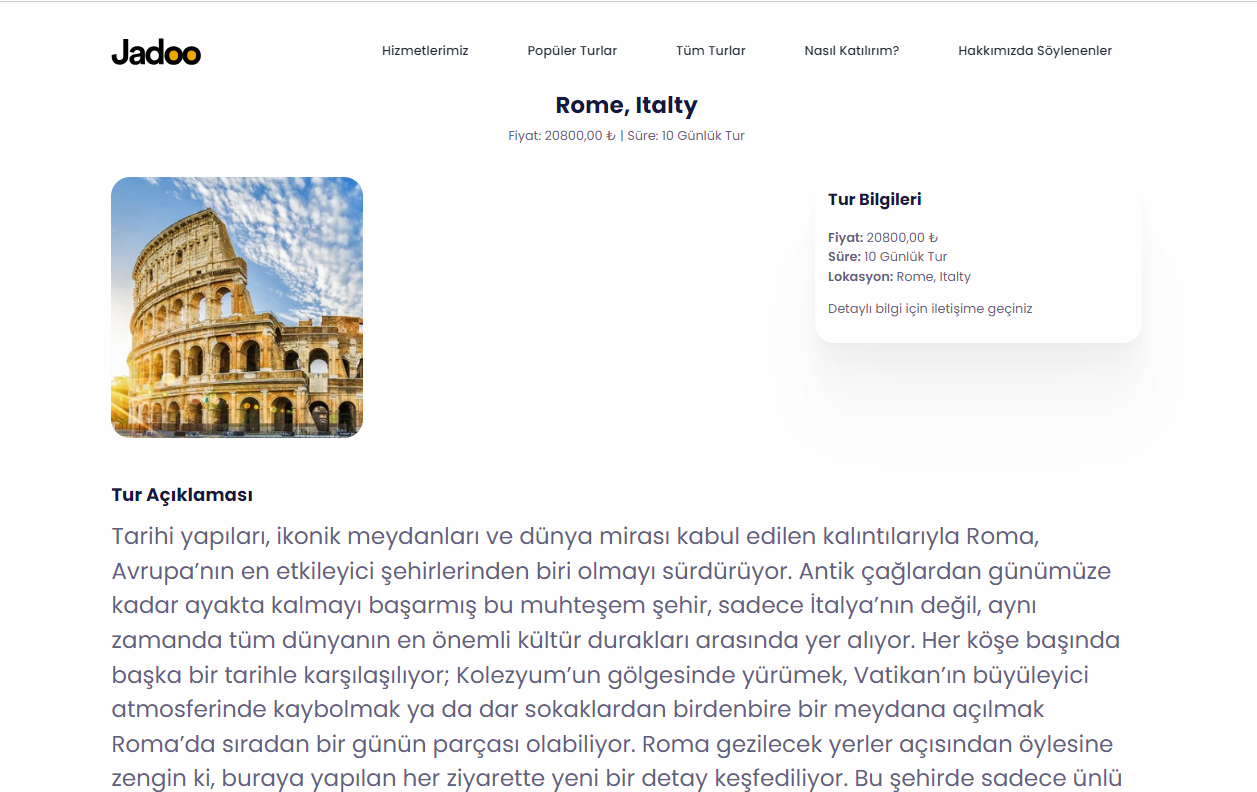 Jadoo
Hizmetlerimiz
Popüler Turlar
Tüm Turlar
Nasıl Katılırım?
Hakkımızda Söylenenler
Rome, Italty
Fiyat: 20800,00 ₺ | Süre: 10 Günlük Tur
Tur Bilgileri
Fiyat: 20800,00 ₺
Süre: 10 Günlük Tur
Lokasyon: Rome, Italty
Detaylı bilgi için iletişime geçiniz
Tur Açıklaması
Tarihi yapıları, ikonik meydanları ve dünya mirası kabul edilen kalıntılarıyla Roma,
Avrupa’nın en etkileyici şehirlerinden biri olmayı sürdürüyor. Antik çağlardan günümüze
kadar ayakta kalmayı başarmış bu muhteşem şehir, sadece İtalya’nın değil, aynı
zamanda tüm dünyanın en önemli kültür durakları arasında yer alıyor. Her köşe başında
başka bir tarihle karşılaşılıyor; Kolezyum’un gölgesinde yürümek, Vatikan’ın büyüleyici
atmosferinde kaybolmak ya da dar sokaklardan birdenbire bir meydana açılmak
Roma’da sıradan bir günün parçası olabiliyor. Roma gezilecek yerler açısından öylesine
zengin ki, buraya yapılan her ziyarette yeni bir detay keşfediliyor. Bu şehirde sadece ünlü